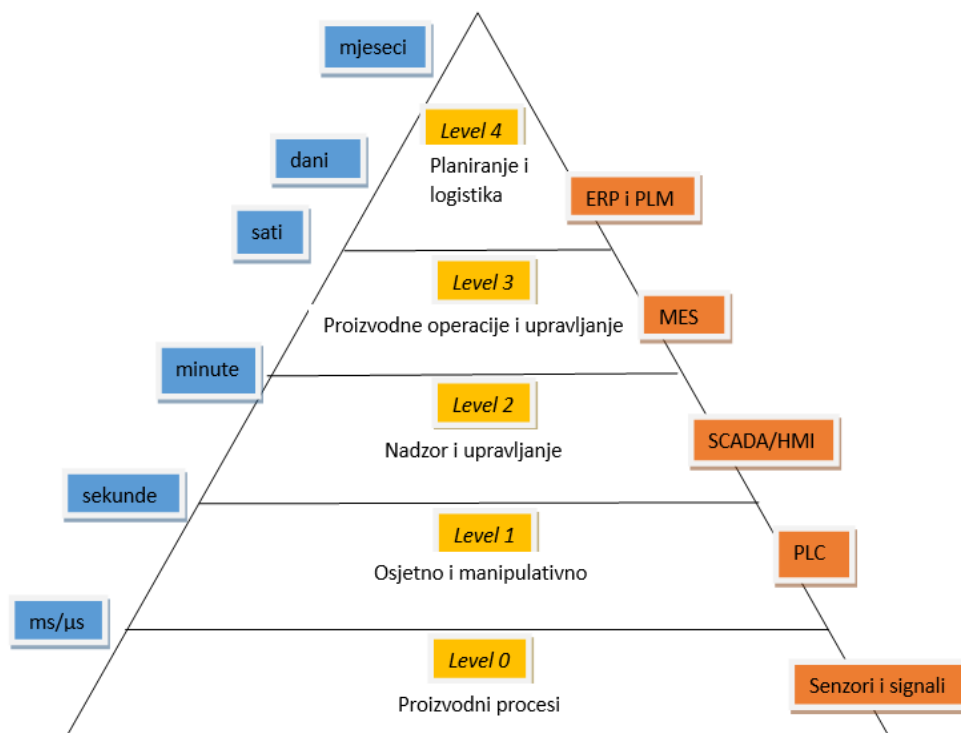 mjeseci
Level 4
dani
Planiranje i
logistika
ERP i PLM
sati
Level 3
MES
Proizvodne operacije i upravljanje
minute
Level 2
SCADA/HMI
Nadzor i upravljanje
sekunde
Level 1
PLC
Osjetno i manipulativno
ms/µs
Level 0
Senzori i signali
Proizvodni procesi